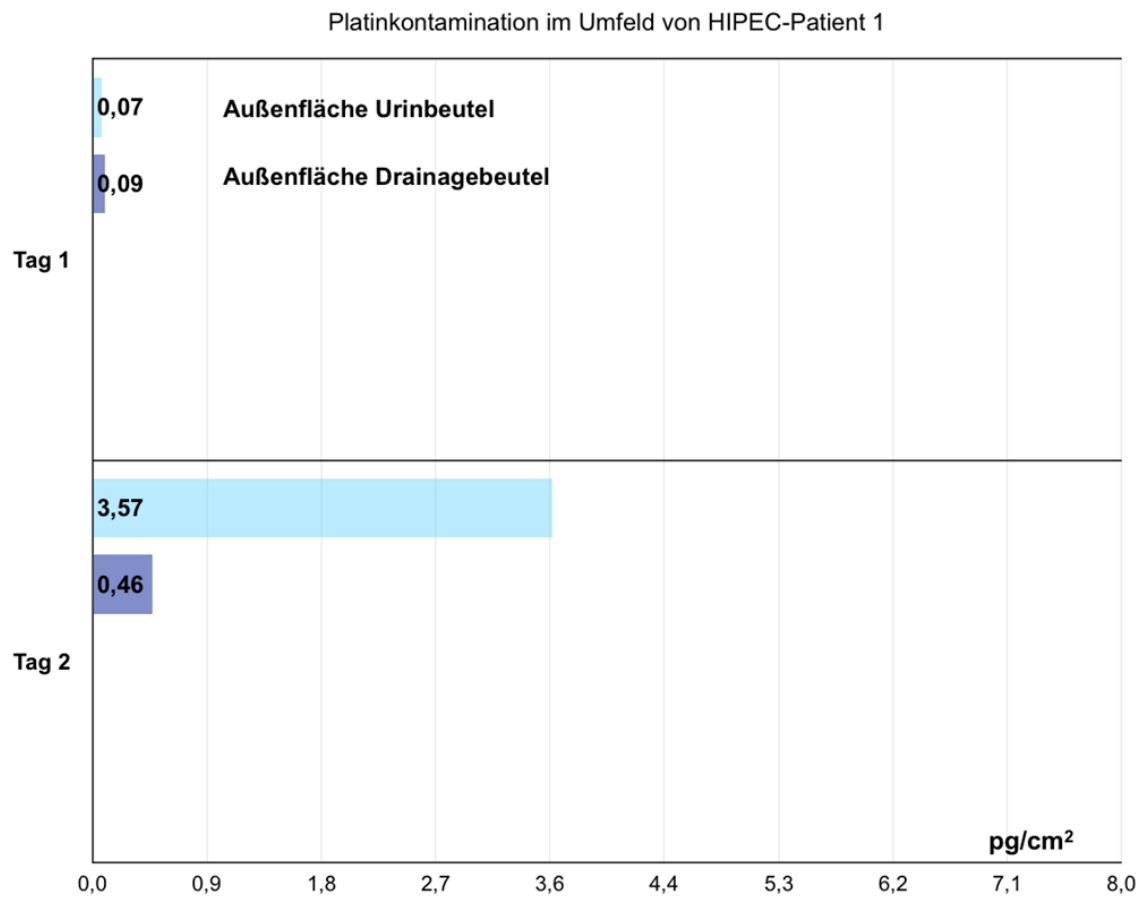 Platinkontamination im Umfeld von HIPEC-Patient 1
0,07 Außenfläche Urinbeutel
0,09 Außenfläche Drainagebeutel
Tag 1
3,57
0,46
Tag 2
pg/cm²
0,0 0,9 1,8 2,7 3,6 4,4 5,3 6,2 7,1 8,0